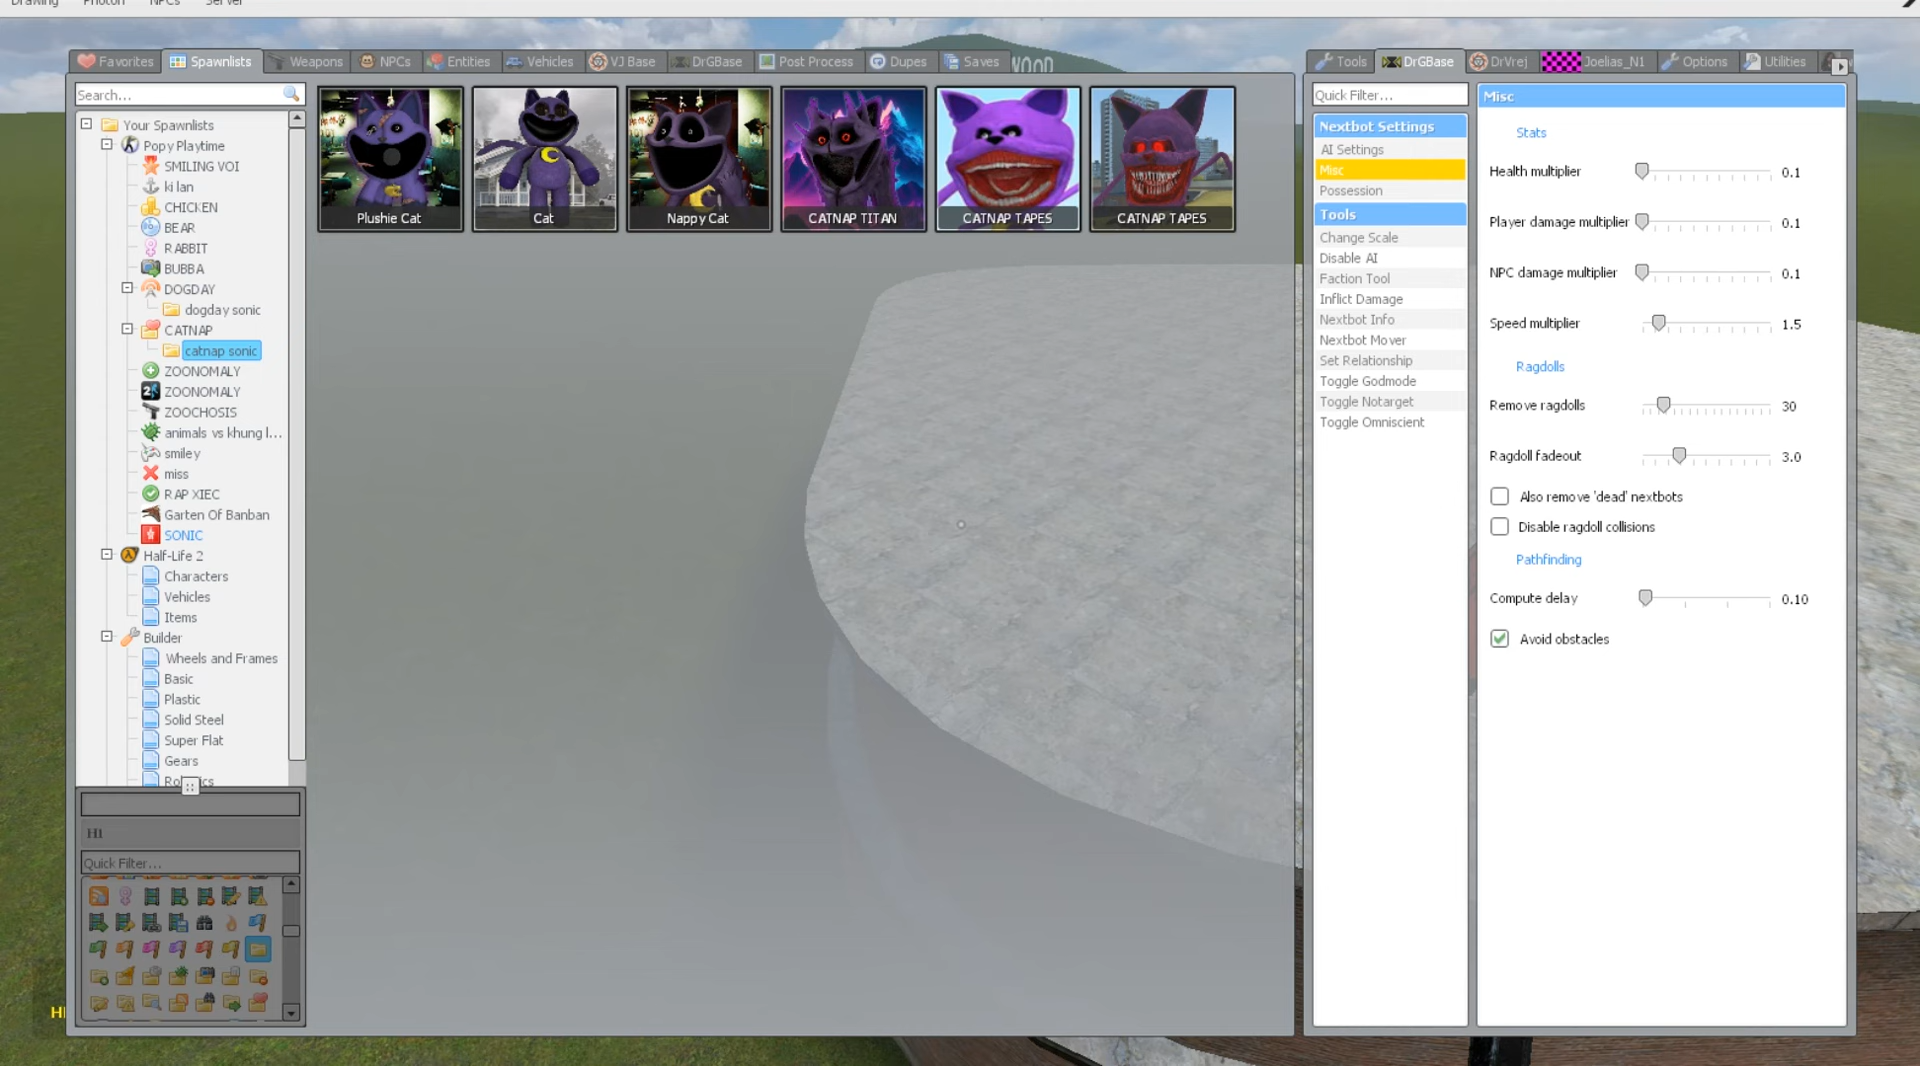 Drawing Photon NPCs Server
Favorites Spawnlists Weapons NPCs Entities Vehicles VJ Base DrGBase Post Process Dupes Saves
WOOD
Search...
Your Spawnlists
Popy Playtime
SMILING VOI
ki lan
CHICKEN
BEAR
RABBIT
BUBBA
DOGDAY
dogday sonic
CATNAP
catnap sonic
ZOONOMALY
ZOONOMALY
ZOOCHOSIS
animals vs khung l...
smiley
miss
RAP XIEC
Garten Of Banban
SONIC
Half-Life 2
Characters
Vehicles
Items
Builder
Wheels and Frames
Basic
Plastic
Solid Steel
Super Flat
Gears
H1
Quick Filter...
Plushie Cat
Cat
Nappy Cat
CATNAP TITAN
CATNAP TAPES
CATNAP TAPES
Tools DrGBase DrVrej Joelias_N1 Options Utilities
Quick Filter...
Nextbot Settings
AI Settings
Misc
Possession
Tools
Change Scale
Disable AI
Faction Tool
Inflict Damage
Nextbot Info
Nextbot Mover
Set Relationship
Toggle Godmode
Toggle Notarget
Toggle Omniscient
Misc
Stats
Health multiplier 0.1
Player damage multiplier 0.1
NPC damage multiplier 0.1
Speed multiplier 1.5
Ragdolls
Remove ragdolls 30
Ragdoll fadeout 3.0
Also remove 'dead' nextbots
Disable ragdoll collisions
Pathfinding
Compute delay 0.10
Avoid obstacles